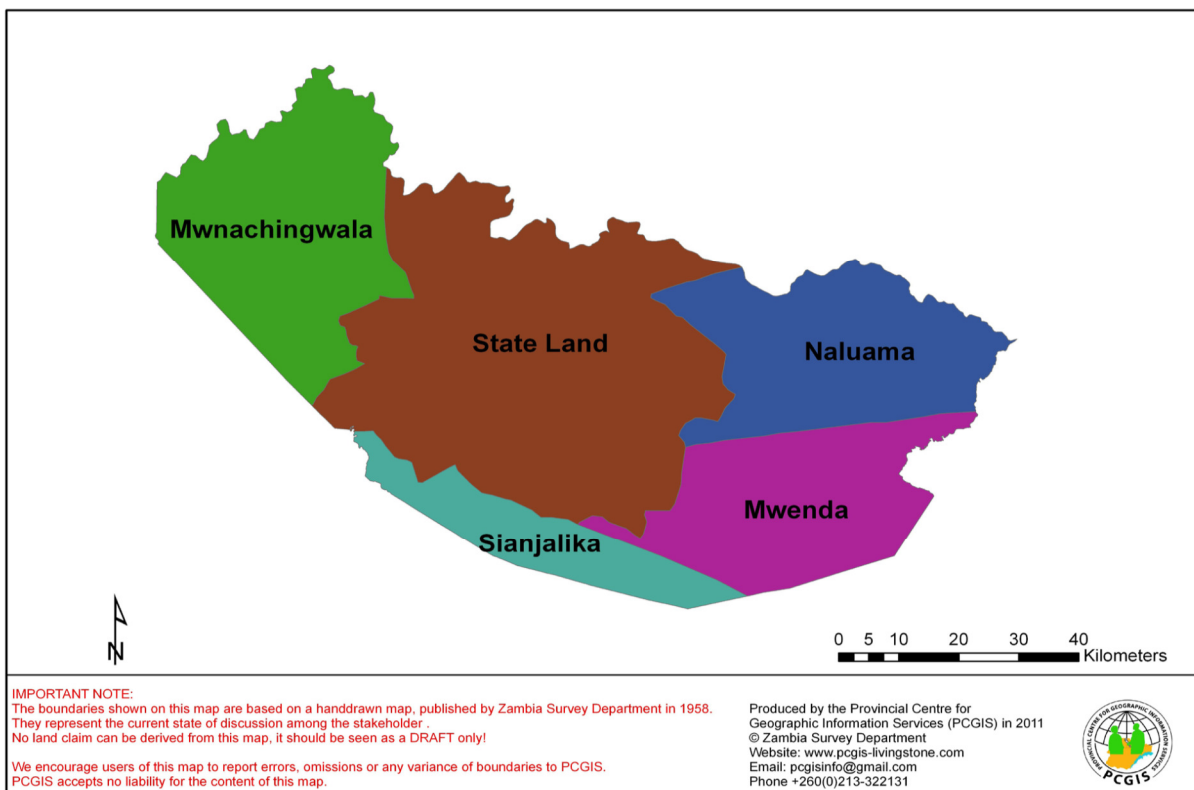 Mwnachingwala
State Land
Naluama
Mwenda
Sianjalika
N
0 5 10 20 30 40
Kilometers
IMPORTANT NOTE:
The boundaries shown on this map are based on a handdrawn map, published by Zambia Survey Department in 1958.
They represent the current state of discussion among the stakeholder .
No land claim can be derived from this map, it should be seen as a DRAFT only!
We encourage users of this map to report errors, omissions or any variance of boundaries to PCGIS.
PCGIS accepts no liability for the content of this map.
Produced by the Provincial Centre for
Geographic Information Services (PCGIS) in 2011
© Zambia Survey Department
Website: www.pcgis-livingstone.com
Email: pcgisinfo@gmail.com
Phone +260(0)213-322131
PROVINCIAL CENTRE FOR GEOGRAPHIC INFORMATION SERVICES
PCGIS